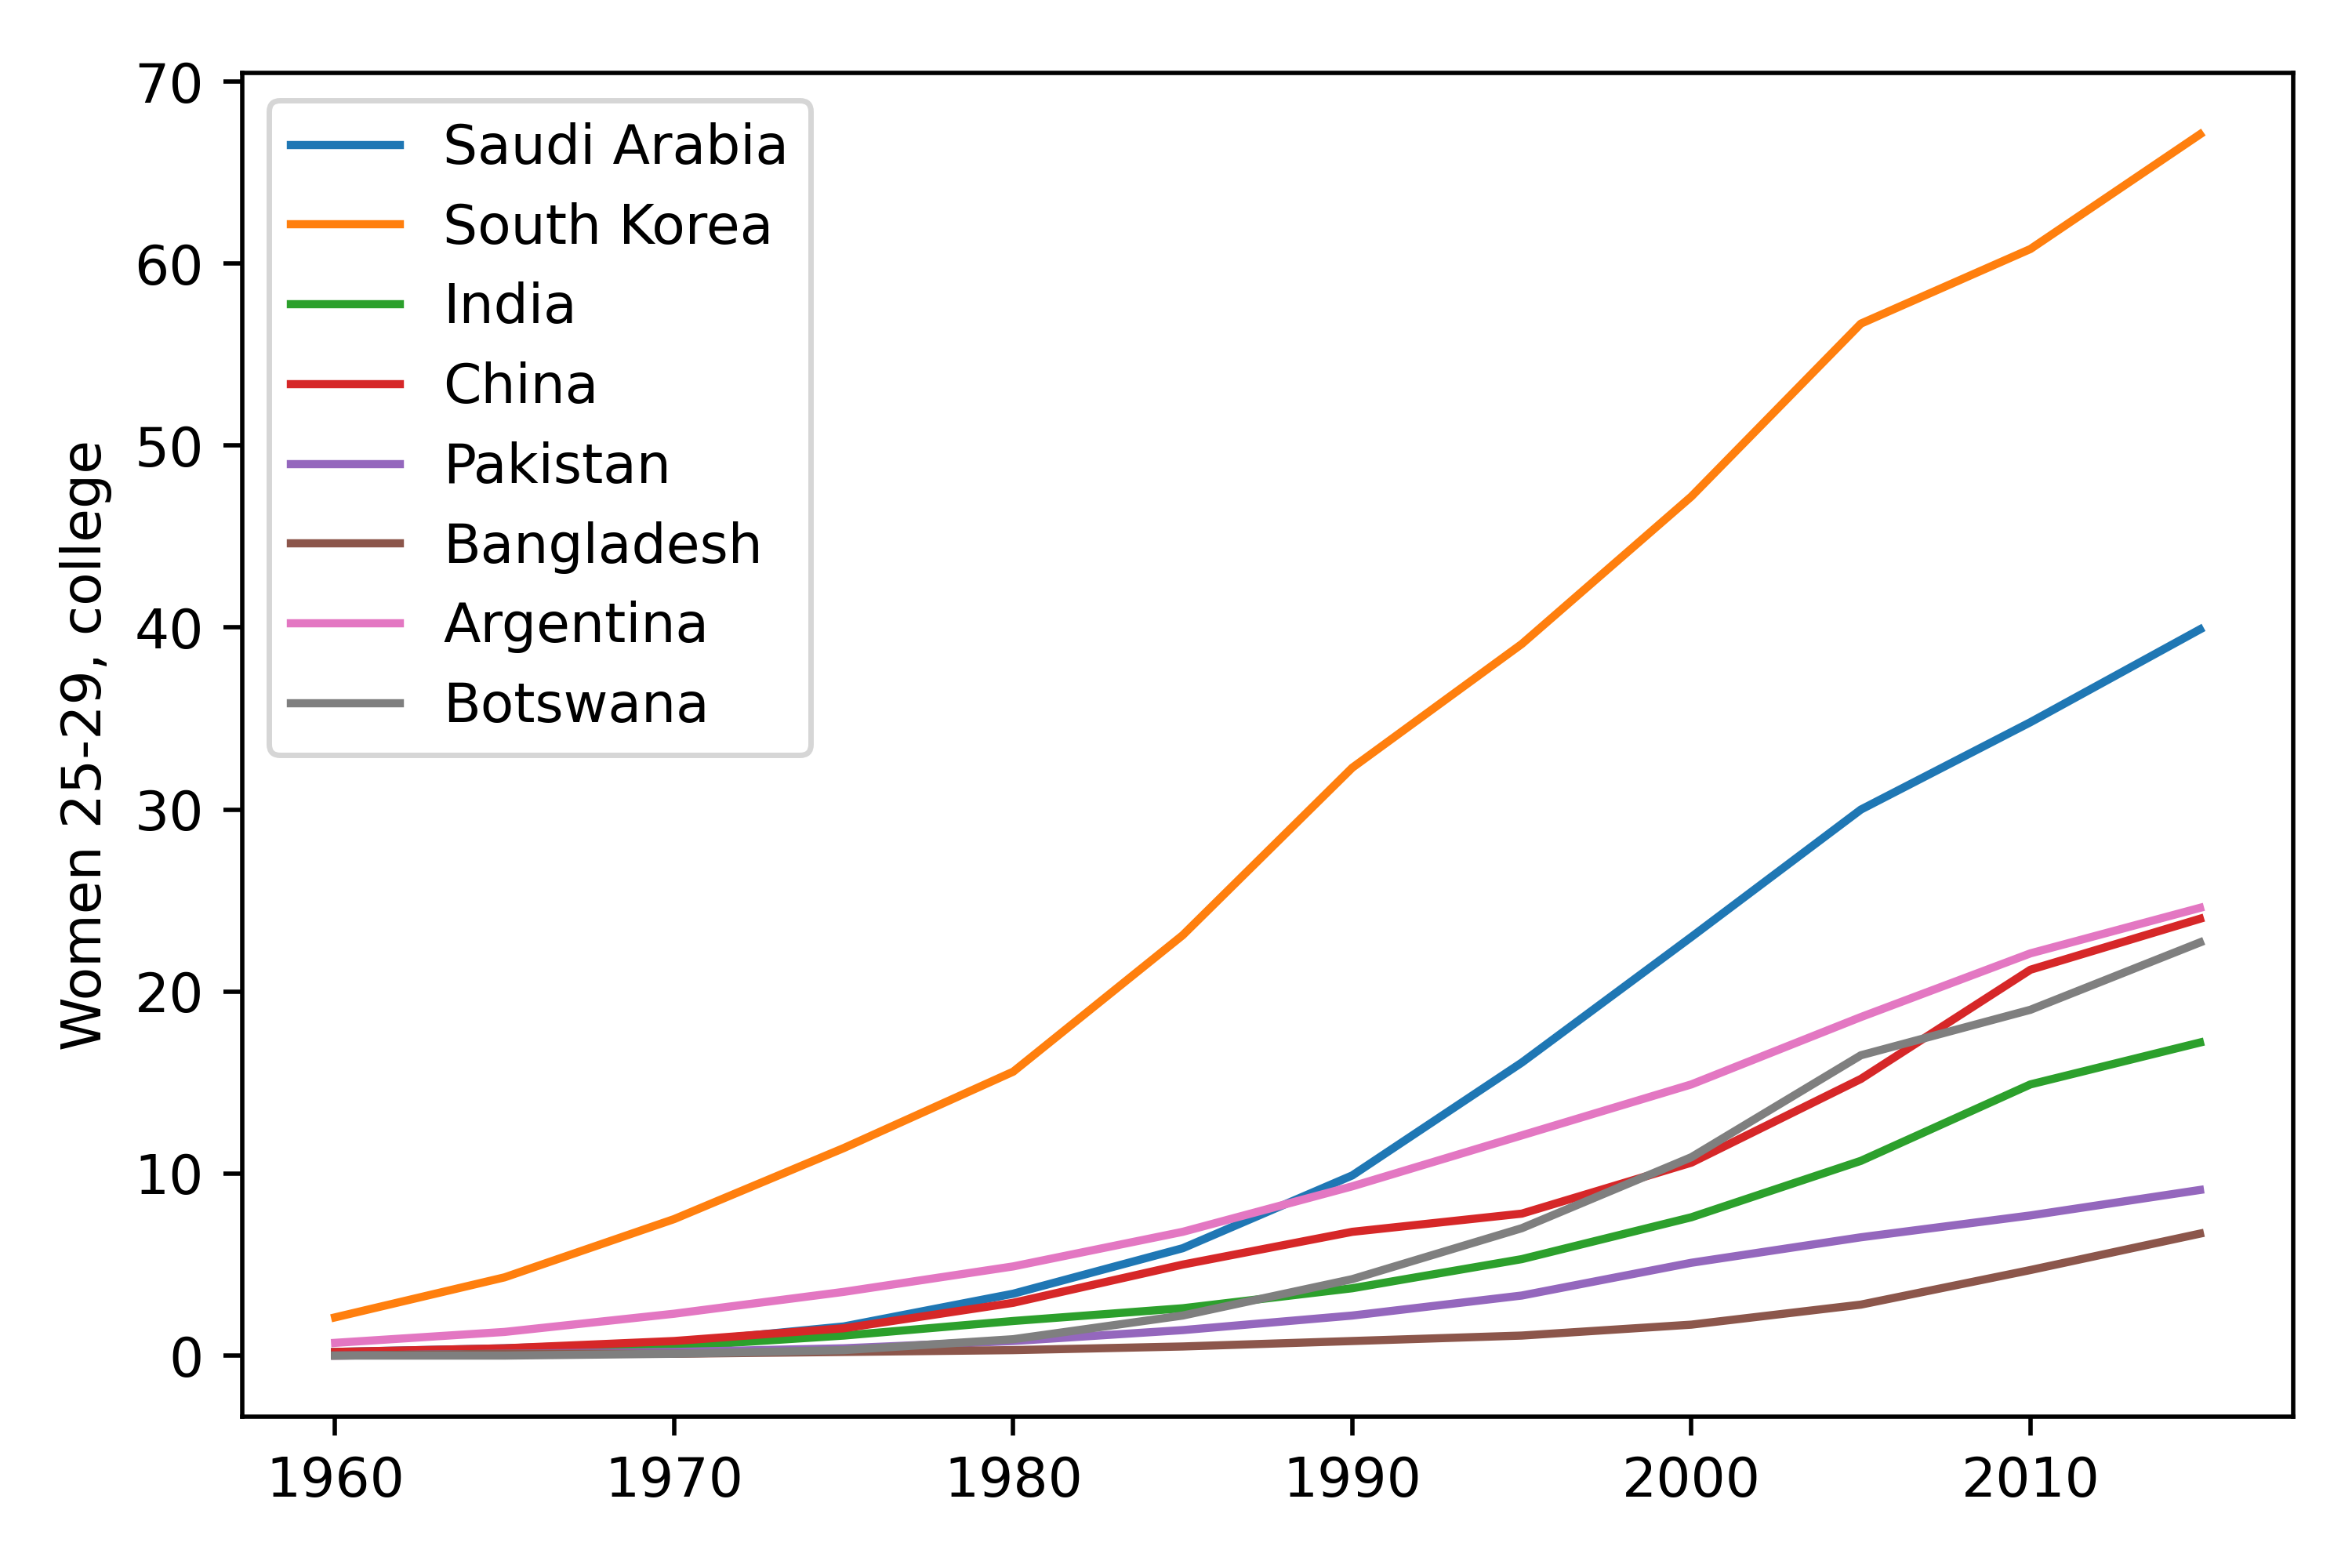 70
60
50
40
30
20
10
0
Women 25-29, college
Saudi Arabia
South Korea
India
China
Pakistan
Bangladesh
Argentina
Botswana
1960 1970 1980 1990 2000 2010